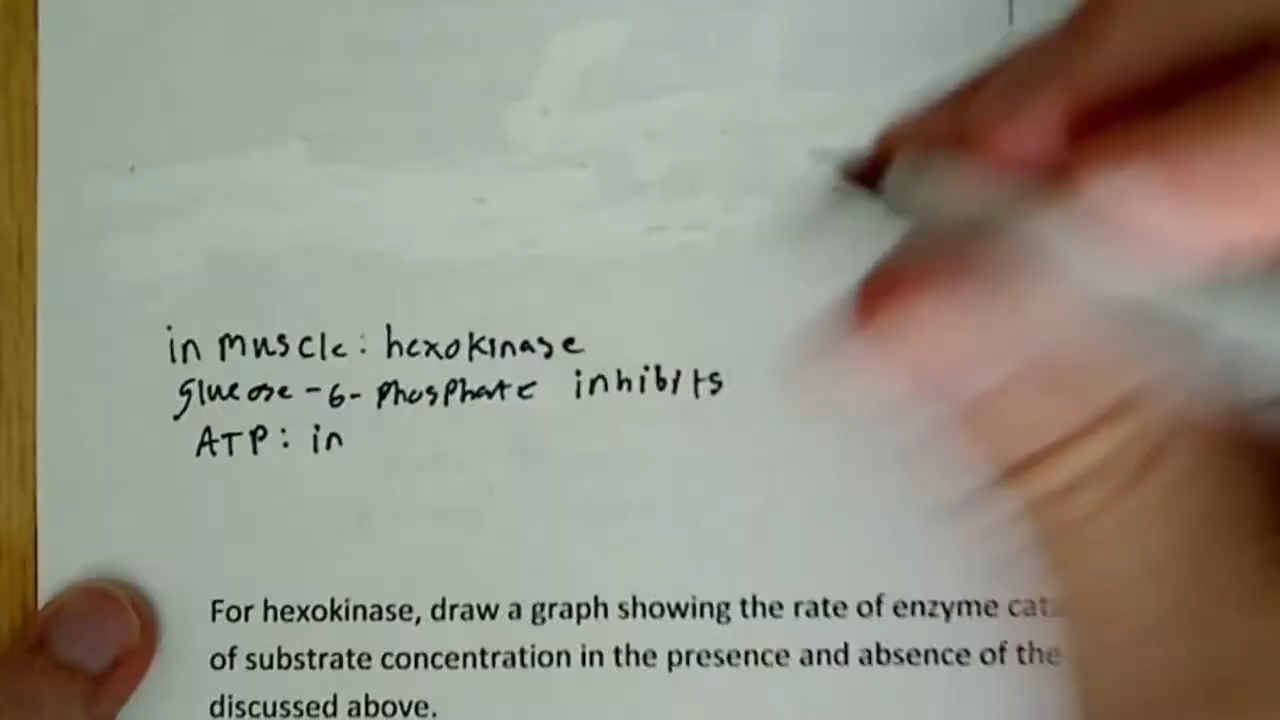 in muscle: hexokinase
glucose-6-phosphate inhibits
ATP: in
For hexokinase, draw a graph showing the rate of enzyme
of substrate concentration in the presence and absence of the
discussed above.